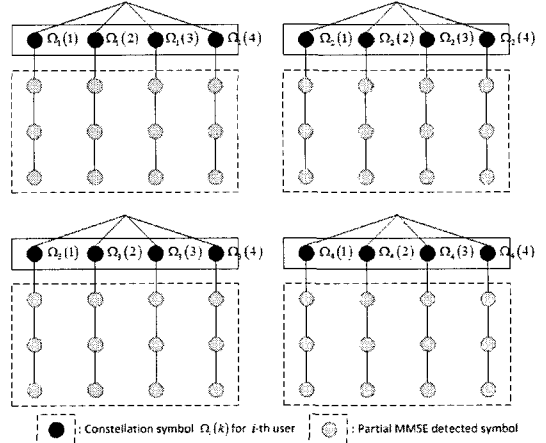 Ω₁(1) Ω₁(2) Ω₁(3) Ω₁(4)
Ω₂(1) Ω₂(2) Ω₂(3) Ω₂(4)
Ω₃(1) Ω₃(2) Ω₃(3) Ω₃(4)
Ω₄(1) Ω₄(2) Ω₄(3) Ω₄(4)
: Constellation symbol Ωᵢ(k) for i-th user
: Partial MMSE detected symbol